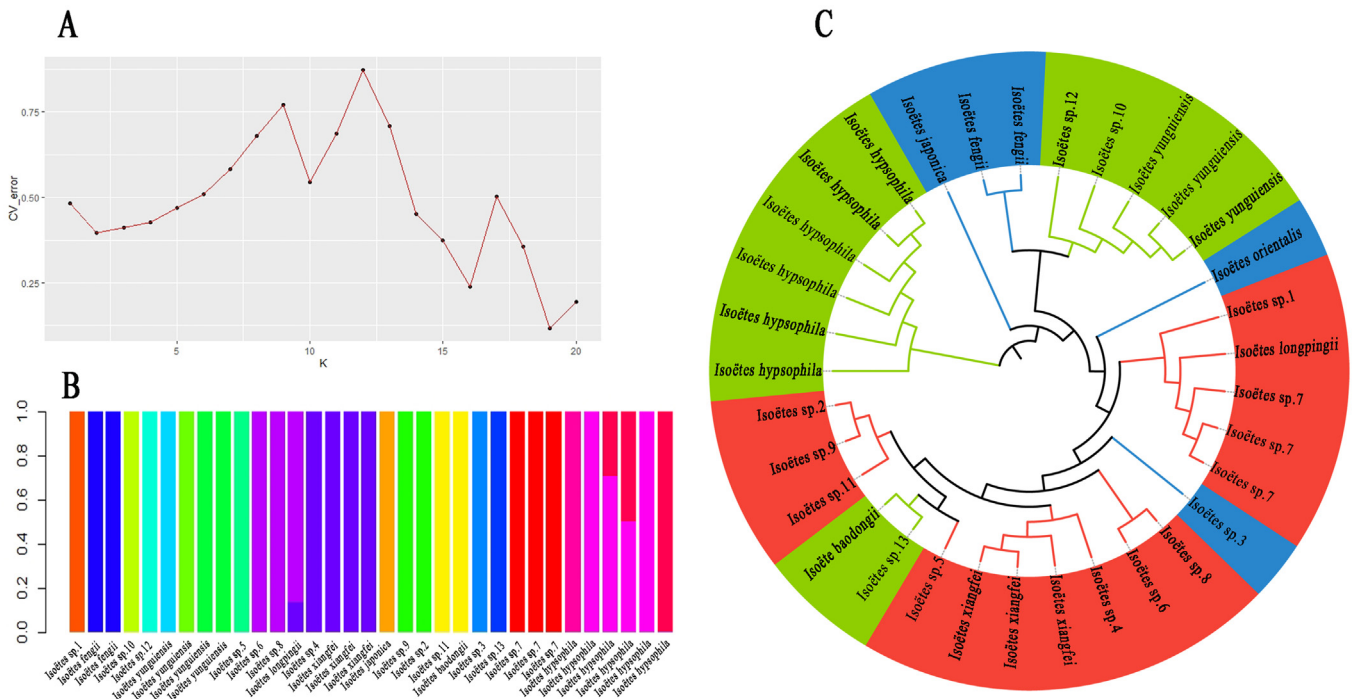 A
CV_error
0.75
0.50
0.25
5
10
15
20
K
B
1.0
0.8
0.6
0.4
0.2
0.0
Isoëtes sp.1
Isoëtes fengii
Isoëtes fengii
Isoëtes sp.10
Isoëtes sp.12
Isoëtes yunguiensis
Isoëtes yunguiensis
Isoëtes yunguiensis
Isoëtes sp.5
Isoëtes sp.6
Isoëtes sp.8
Isoëtes longpingii
Isoëtes sp.4
Isoëtes xiangfei
Isoëtes xiangfei
Isoëtes xiangfei
Isoëtes japonica
Isoëtes sp.9
Isoëtes sp.2
Isoëtes sp.11
Isoëtes baodongii
Isoëtes sp.3
Isoëtes sp.13
Isoëtes sp.7
Isoëtes sp.7
Isoëtes sp.7
Isoëtes hypsophila
Isoëtes hypsophila
Isoëtes hypsophila
Isoëtes hypsophila
Isoëtes hypsophila
Isoëtes hypsophila
C
Isoëtes japonica
Isoëtes fengii
Isoëtes fengii
Isoëtes sp.12
Isoëtes sp.10
Isoëtes yunguiensis
Isoëtes yunguiensis
Isoëtes yunguiensis
Isoëtes orientalis
Isoëtes sp.1
Isoëtes longpingii
Isoëtes sp.7
Isoëtes sp.7
Isoëtes sp.7
Isoëtes sp.3
Isoëtes sp.8
Isoëtes sp.6
Isoëtes sp.4
Isoëtes xiangfei
Isoëtes xiangfei
Isoëtes xiangfei
Isoëtes sp.5
Isoëtes sp.13
Isoëte baodongii
Isoëtes sp.11
Isoëtes sp.9
Isoëtes sp.2
Isoëtes hypsophila
Isoëtes hypsophila
Isoëtes hypsophila
Isoëtes hypsophila
Isoëtes hypsophila
Isoëtes hypsophila